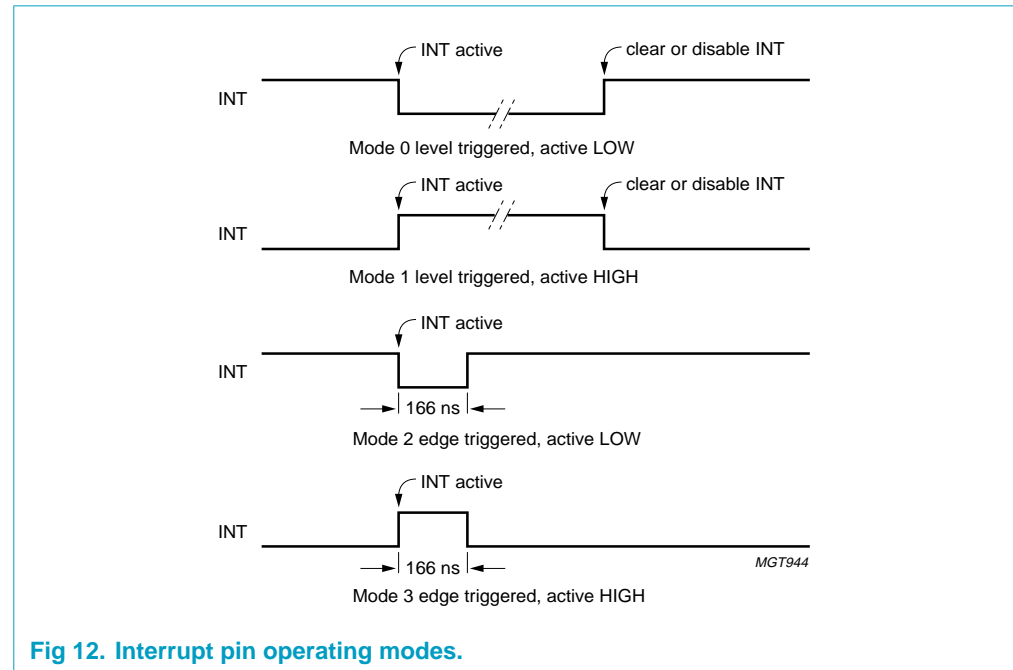 INT active
clear or disable INT
INT
Mode 0 level triggered, active LOW
INT active
clear or disable INT
INT
Mode 1 level triggered, active HIGH
INT active
INT
166 ns
Mode 2 edge triggered, active LOW
INT active
INT
166 ns
MGT944
Mode 3 edge triggered, active HIGH
Fig 12. Interrupt pin operating modes.